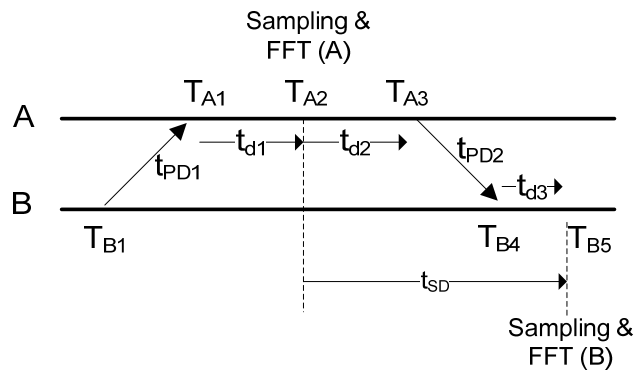 Sampling &
FFT (A)
TA1 TA2 TA3
A
td1 td2
tPD1 tPD2
td3
B
TB1 TB4 TB5
tSD
Sampling &
FFT (B)